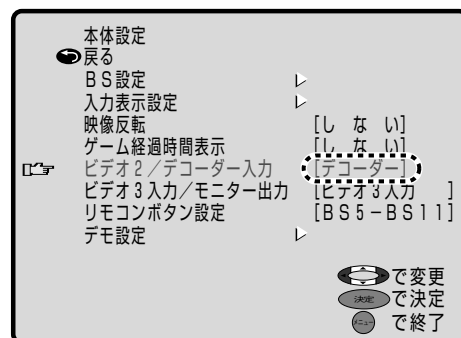 本体設定
戻る
ＢＳ設定
入力表示設定
映像反転 [し な い]
ゲーム経過時間表示 [し な い]
ビデオ２／デコーダー入力 [デコーダー]
ビデオ３入力／モニター出力 [ビデオ３入力 ]
リモコンボタン設定 [ＢＳ５－ＢＳ１１]
デモ設定
で変更
決定 で決定
メニュー で終了